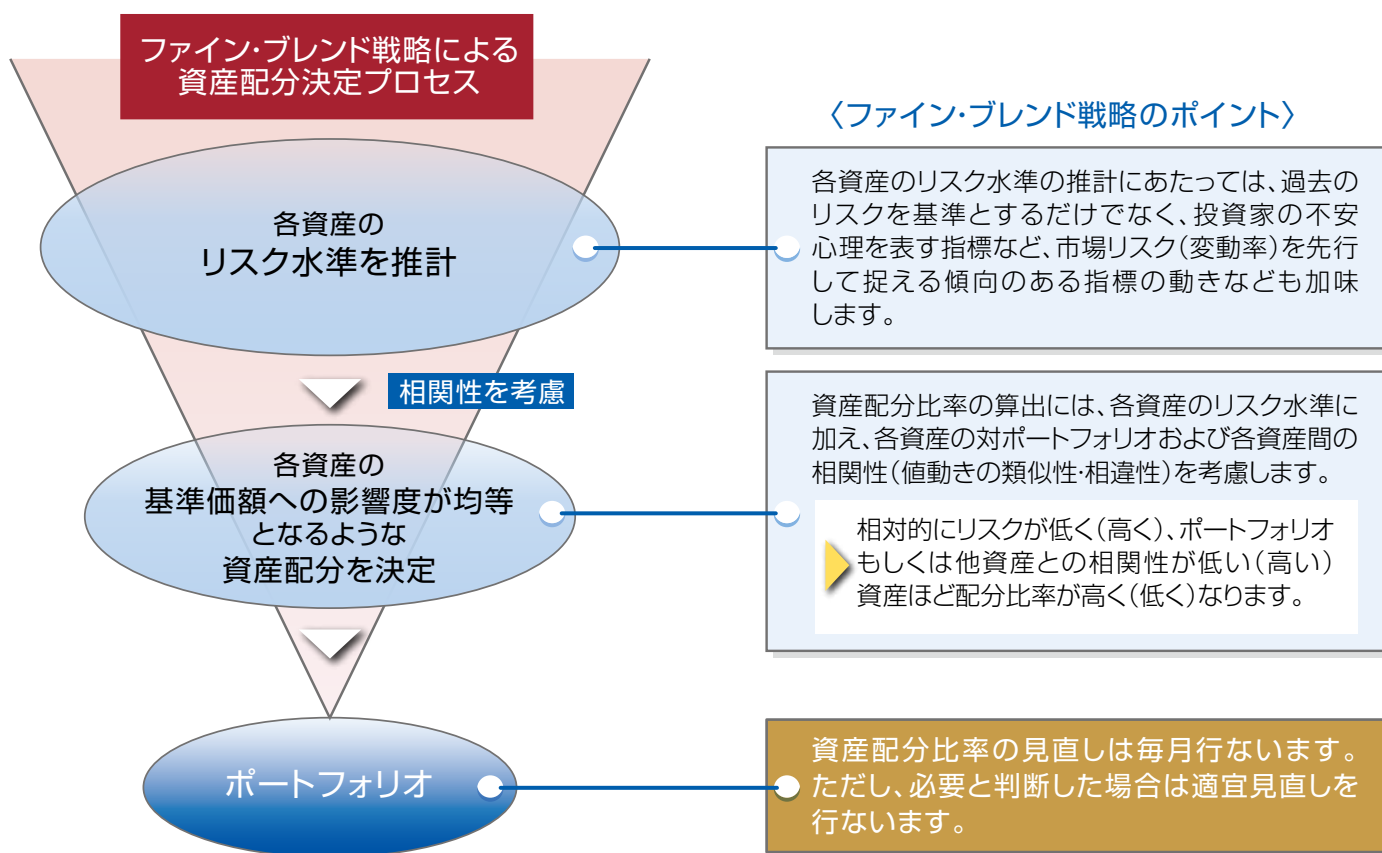 ファイン・ブレンド戦略による
資産配分決定プロセス
〈ファイン・ブレンド戦略のポイント〉
各資産の
リスク水準を推計
各資産のリスク水準の推計にあたっては、過去の
リスクを基準とするだけでなく、投資家の不安
心理を表す指標など、市場リスク（変動率）を先行
して捉える傾向のある指標の動きなども加味
します。
相関性を考慮
各資産の
基準価額への影響度が均等
となるような
資産配分を決定
資産配分比率の算出には、各資産のリスク水準に
加え、各資産の対ポートフォリオおよび各資産間の
相関性（値動きの類似性・相違性）を考慮します。
相対的にリスクが低く（高く）、ポートフォリオ
もしくは他資産との相関性が低い（高い）
資産ほど配分比率が高く（低く）なります。
ポートフォリオ
資産配分比率の見直しは毎月行ないます。
ただし、必要と判断した場合は適宜見直しを
行ないます。